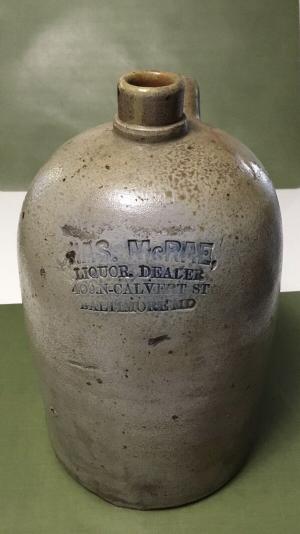 McRAE,
LIQUOR. DEALER
N-CALVERT ST
BALTIMORE MD